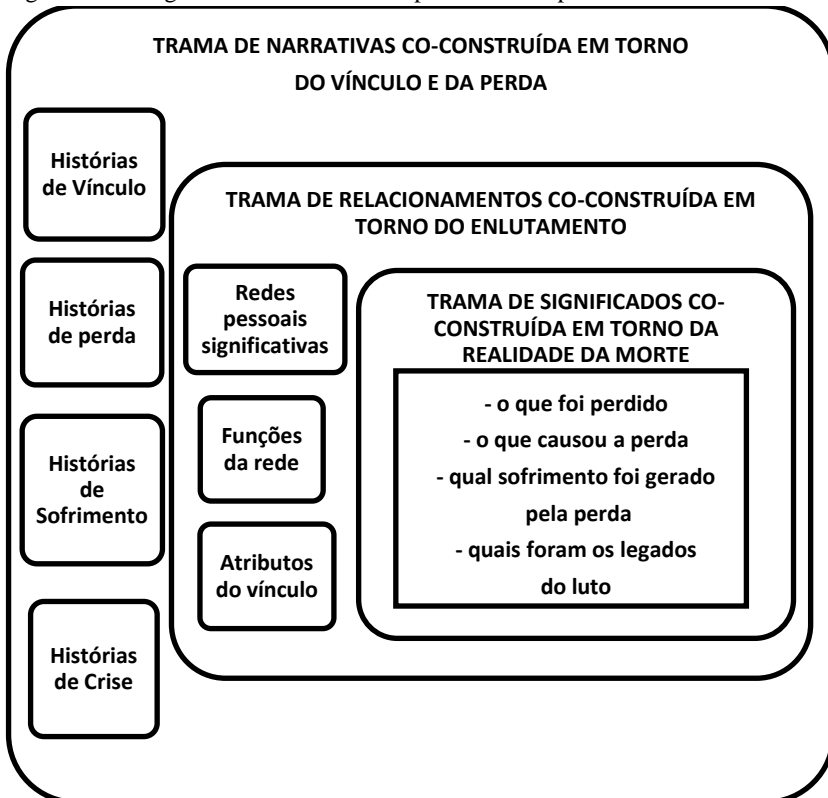 TRAMA DE NARRATIVAS CO-CONSTRUÍDA EM TORNO
DO VÍNCULO E DA PERDA
Histórias
de Vínculo
Histórias
de perda
Histórias
de
Sofrimento
Histórias
de Crise
TRAMA DE RELACIONAMENTOS CO-CONSTRUÍDA EM
TORNO DO ENLUTAMENTO
Redes
pessoais
significativas
Funções
da rede
Atributos
do vínculo
TRAMA DE SIGNIFICADOS CO-
CONSTRUÍDA EM TORNO DA
REALIDADE DA MORTE
- o que foi perdido
- o que causou a perda
- qual sofrimento foi gerado
pela perda
- quais foram os legados
do luto